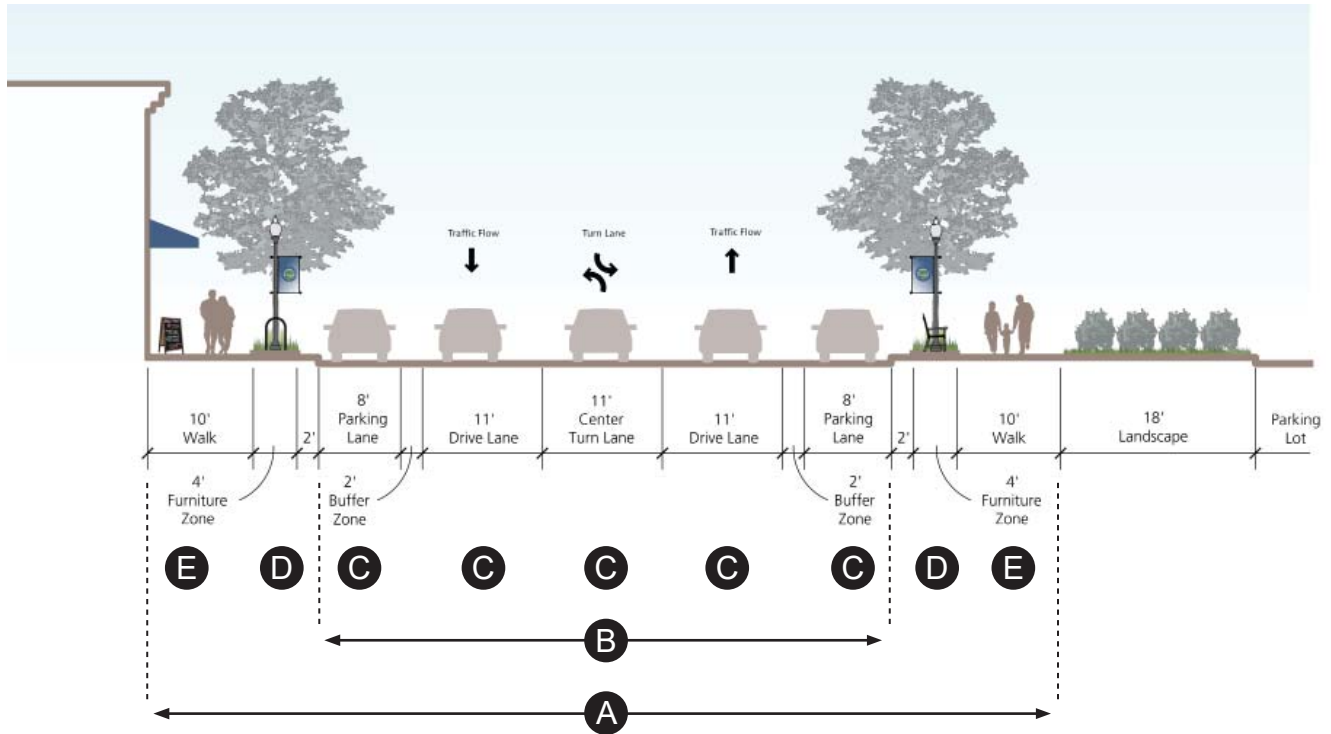 Traffic Flow
Turn Lane
Traffic Flow
10'
Walk
2'
8'
Parking
Lane
11'
Drive Lane
11'
Center
Turn Lane
11'
Drive Lane
8'
Parking
Lane
2'
10'
Walk
18'
Landscape
Parking
Lot
4'
Furniture
Zone
2'
Buffer
Zone
2'
Buffer
Zone
4'
Furniture
Zone
E D C C C C C D E
B
A